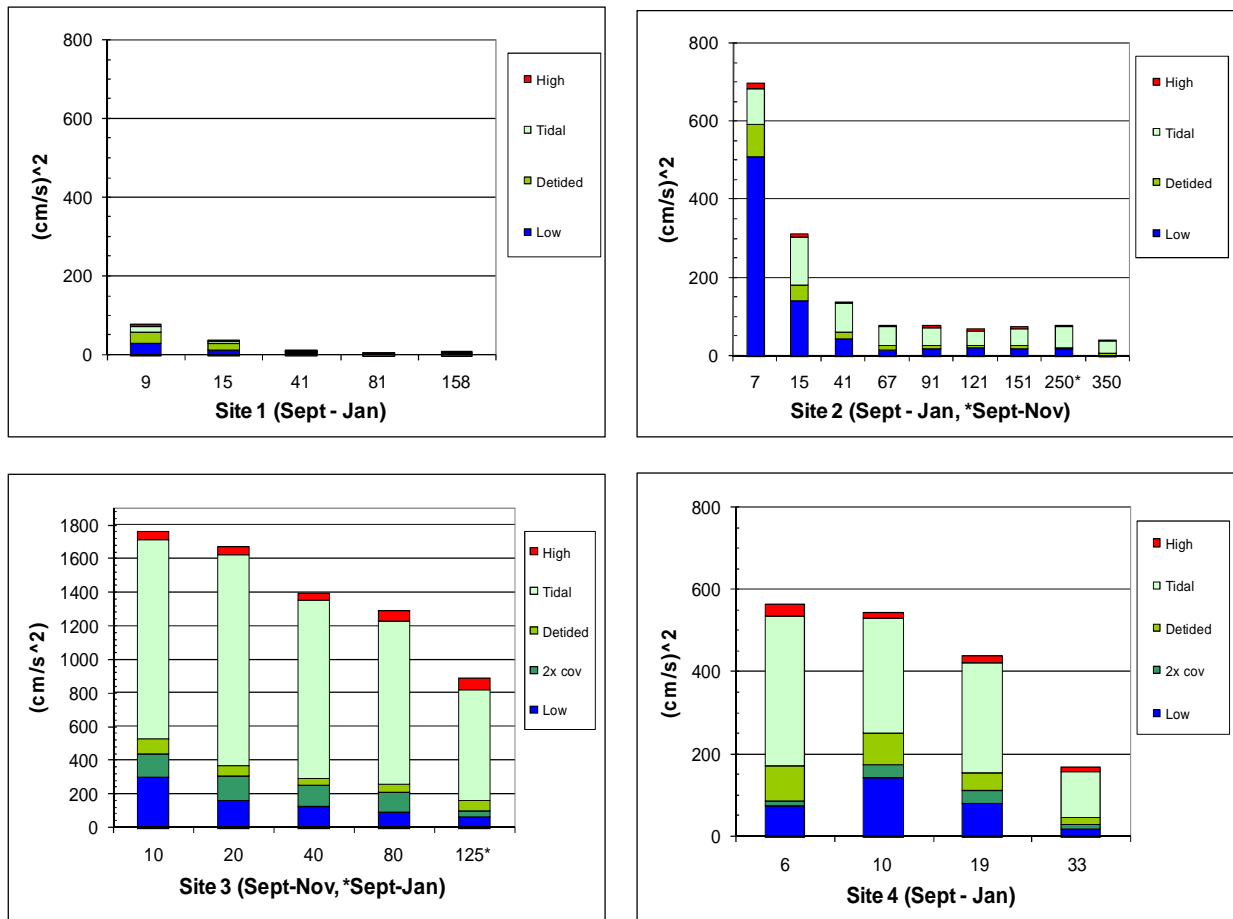 800
600
400
200
0
(cm/s)^2
9 15 41 81 158
Site 1 (Sept - Jan)
High
Tidal
Detided
Low
800
600
400
200
0
(cm/s)^2
7 15 41 67 91 121 151 250* 350
Site 2 (Sept - Jan, *Sept-Nov)
High
Tidal
Detided
Low
1800
1600
1400
1200
1000
800
600
400
200
0
(cm/s^2)
10 20 40 80 125*
Site 3 (Sept-Nov, *Sept-Jan)
High
Tidal
Detided
2x cov
Low
800
600
400
200
0
(cm/s)^2
6 10 19 33
Site 4 (Sept - Jan)
High
Tidal
Detided
2x cov
Low